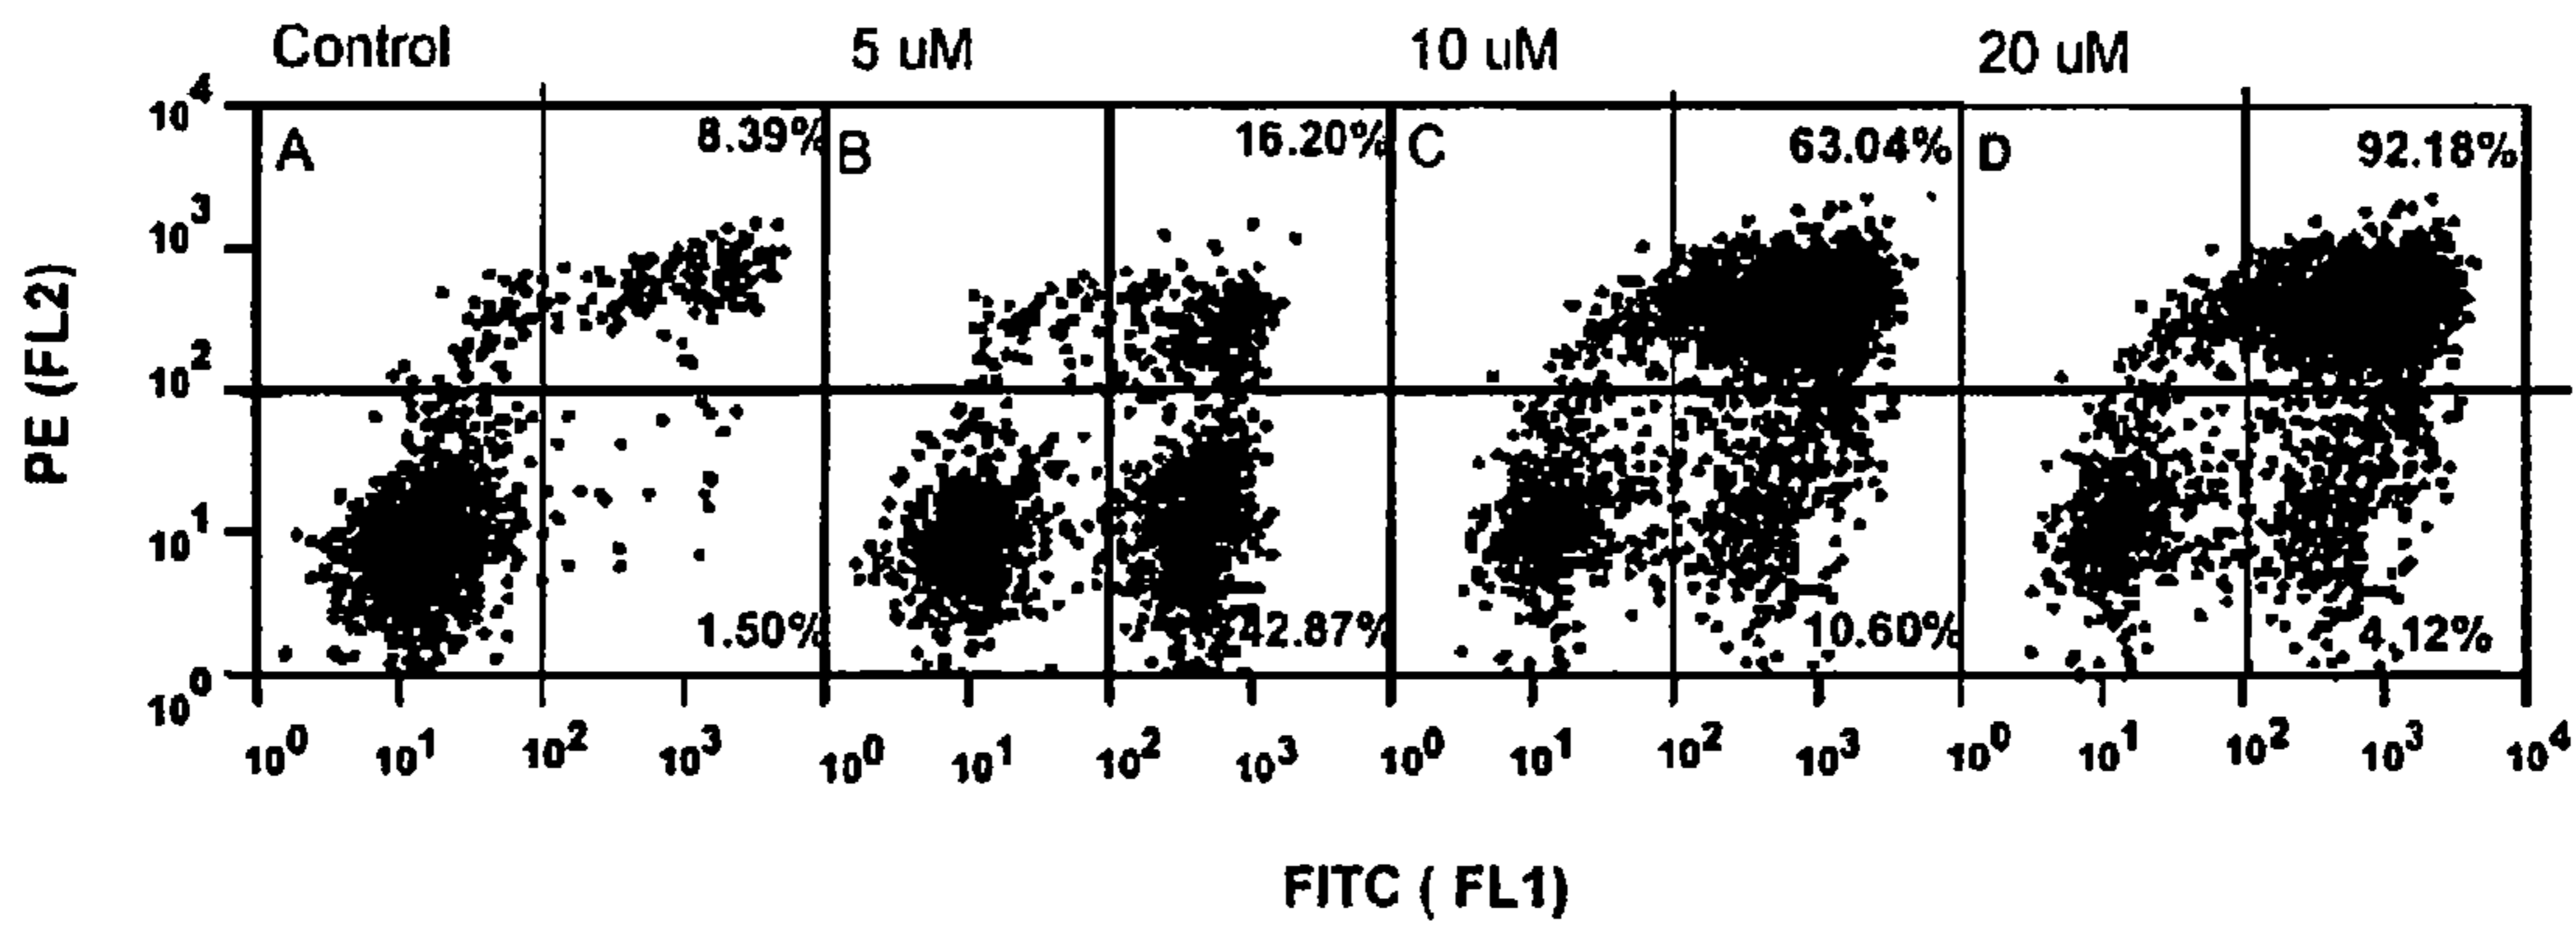 Control 5 uM 10 uM 20 uM
10^4
A 8.39% B 16.20% C 63.04% D 92.18%
10^3
PE (FL2)
10^2
10^1
1.50% 42.87% 10.60% 4.12%
10^0
10^0 10^1 10^2 10^3 10^0 10^1 10^2 10^3 10^0 10^1 10^2 10^3 10^0 10^1 10^2 10^3 10^4
FITC ( FL1)